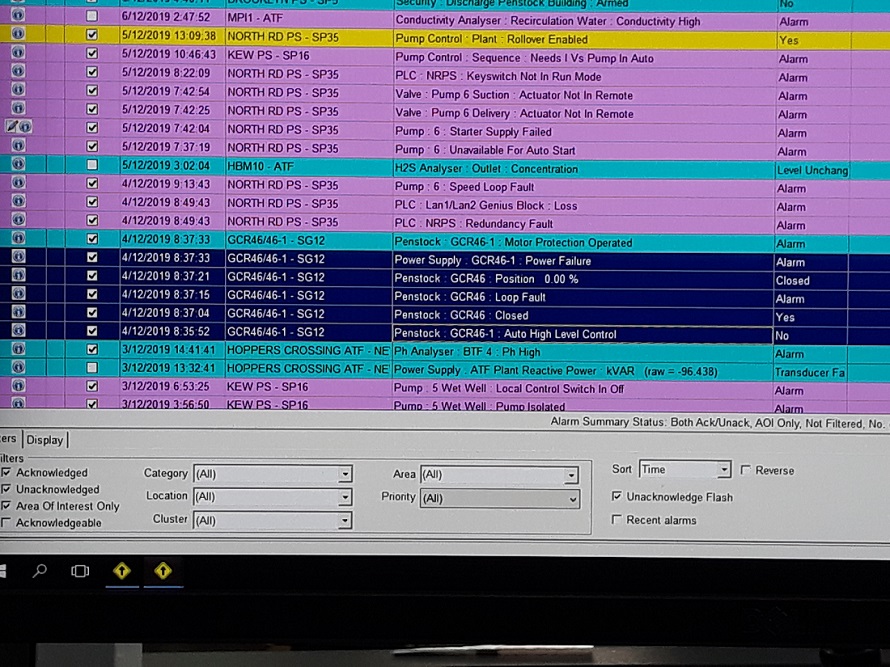 Security : Discharge Penstock Building : Armed No
6/12/2019 2:47:52 MPI1 - ATF Conductivity Analyser : Recirculation Water : Conductivity High Alarm
5/12/2019 13:09:38 NORTH RD PS - SP35 Pump Control : Plant : Rollover Enabled Yes
5/12/2019 10:46:43 KEW PS - SP16 Pump Control : Sequence : Needs I Vs Pump In Auto Alarm
5/12/2019 8:22:09 NORTH RD PS - SP35 PLC : NRPS : Keyswitch Not In Run Mode Alarm
5/12/2019 7:42:54 NORTH RD PS - SP35 Valve : Pump 6 Suction : Actuator Not In Remote Alarm
5/12/2019 7:42:25 NORTH RD PS - SP35 Valve : Pump 6 Delivery : Actuator Not In Remote Alarm
5/12/2019 7:42:04 NORTH RD PS - SP35 Pump : 6 : Starter Supply Failed Alarm
5/12/2019 7:37:19 NORTH RD PS - SP35 Pump : 6 : Unavailable For Auto Start Alarm
5/12/2019 3:02:04 HBM10 - ATF H2S Analyser : Outlet : Concentration Level Unchang
4/12/2019 9:13:43 NORTH RD PS - SP35 Pump : 6 : Speed Loop Fault Alarm
4/12/2019 8:49:43 NORTH RD PS - SP35 PLC : Lan1/Lan2 Genius Block : Loss Alarm
4/12/2019 8:49:43 NORTH RD PS - SP35 PLC : NRPS : Redundancy Fault Alarm
4/12/2019 8:37:33 GCR46/46-1 - SG12 Penstock : GCR46-1 : Motor Protection Operated Alarm
4/12/2019 8:37:33 GCR46/46-1 - SG12 Power Supply : GCR46-1 : Power Failure Alarm
4/12/2019 8:37:21 GCR46/46-1 - SG12 Penstock : GCR46 : Position 0.00 % Closed
4/12/2019 8:37:15 GCR46/46-1 - SG12 Penstock : GCR46 : Loop Fault Alarm
4/12/2019 8:37:04 GCR46/46-1 - SG12 Penstock : GCR46 : Closed Yes
4/12/2019 8:35:52 GCR46/46-1 - SG12 Penstock : GCR46-1 : Auto High Level Control No
3/12/2019 14:41:41 HOPPERS CROSSING ATF - NE Ph Analyser : BTF 4 : Ph High Alarm
3/12/2019 13:32:41 HOPPERS CROSSING ATF - NE Power Supply : ATF Plant Reactive Power kVAR (raw = -96.438) Transducer Fa
3/12/2019 6:53:25 KEW PS - SP16 Pump : 5 Wet Well : Local Control Switch In Off Alarm
3/12/2019 3:56:50 KEW PS - SP16 Pump : 5 Wet Well : Pump Isolated Alarm
Alarm Summary Status: Both Ack/Unack, AOI Only, Not Filtered, No.
ers Display
ilters
Acknowledged Category (All) Area (All) Sort Time Reverse
Unacknowledged Location (All) Priority (All) Unacknowledge Flash
Area Of Interest Only
Acknowledgeable Cluster (All) Recent alarms